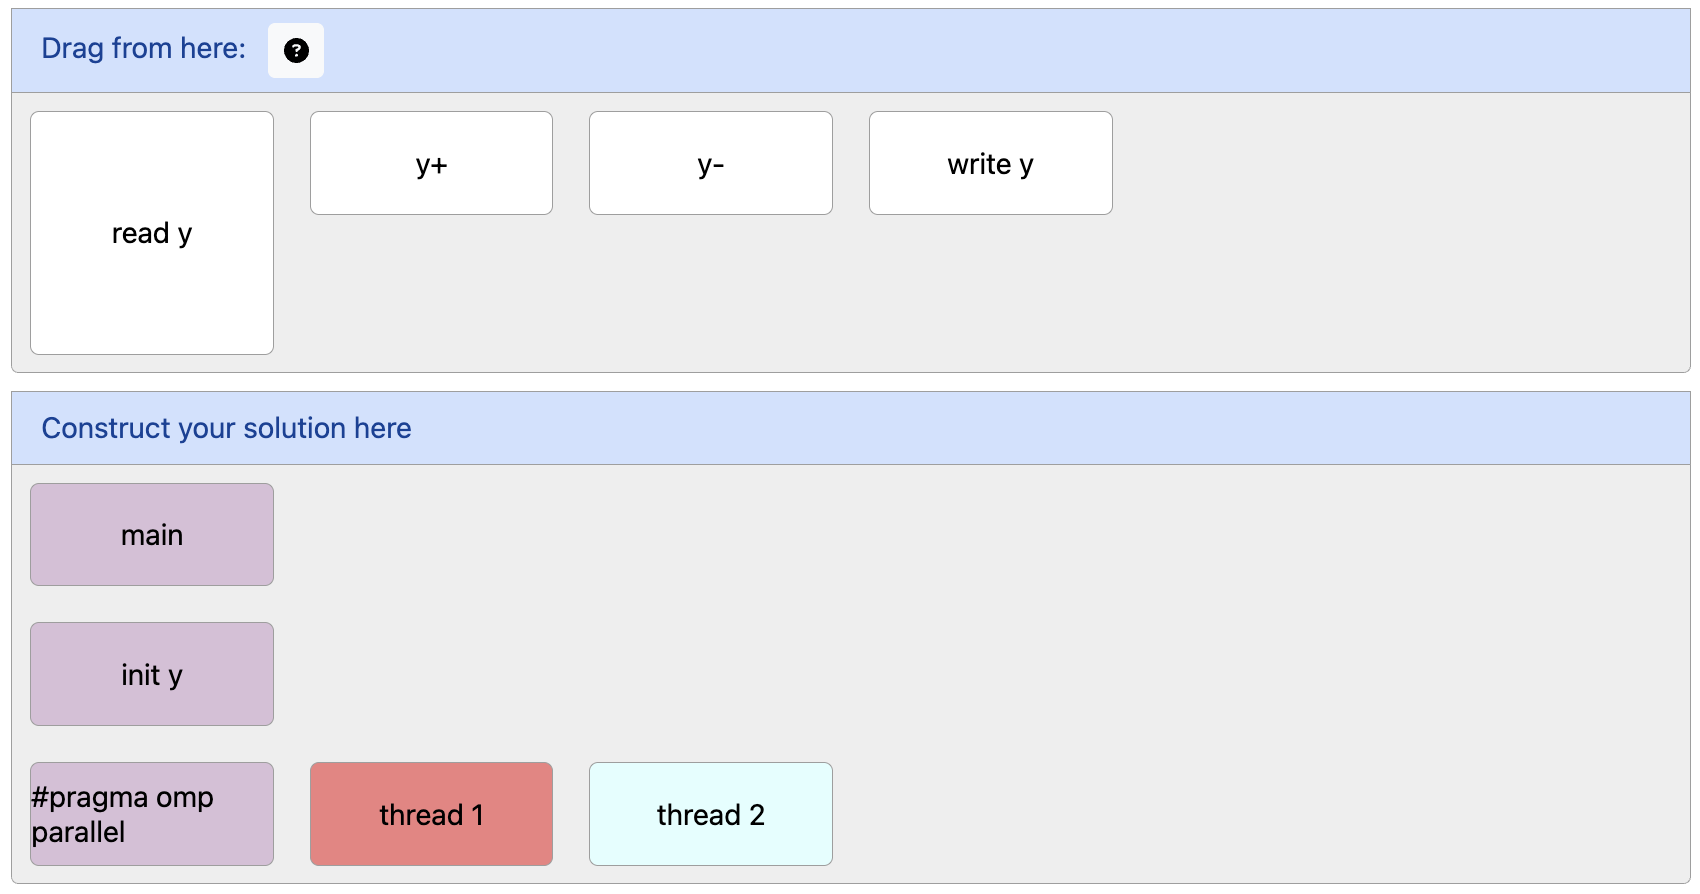 Drag from here: ?
read y
y+
y-
write y
Construct your solution here
main
init y
#pragma omp
parallel
thread 1
thread 2